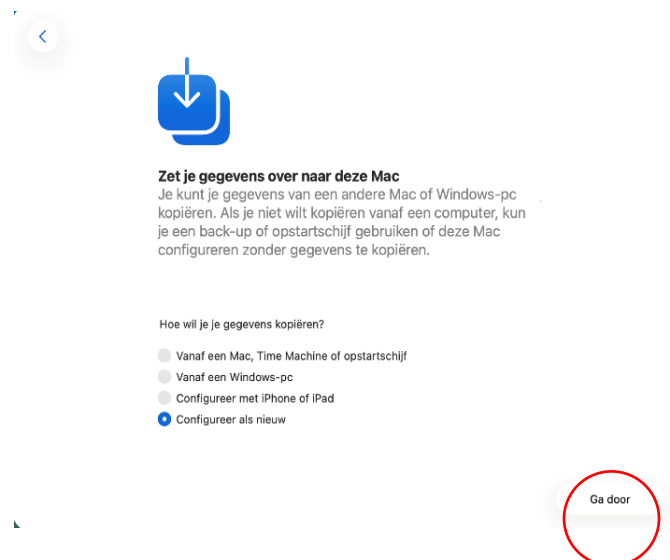 Zet je gegevens over naar deze Mac
Je kunt je gegevens van een andere Mac of Windows-pc
kopiëren. Als je niet wilt kopiëren vanaf een computer, kun
je een back-up of opstartschijf gebruiken of deze Mac
configureren zonder gegevens te kopiëren.
Hoe wil je je gegevens kopiëren?
Vanaf een Mac, Time Machine of opstartschijf
Vanaf een Windows-pc
Configureer met iPhone of iPad
Configureer als nieuw
Ga door